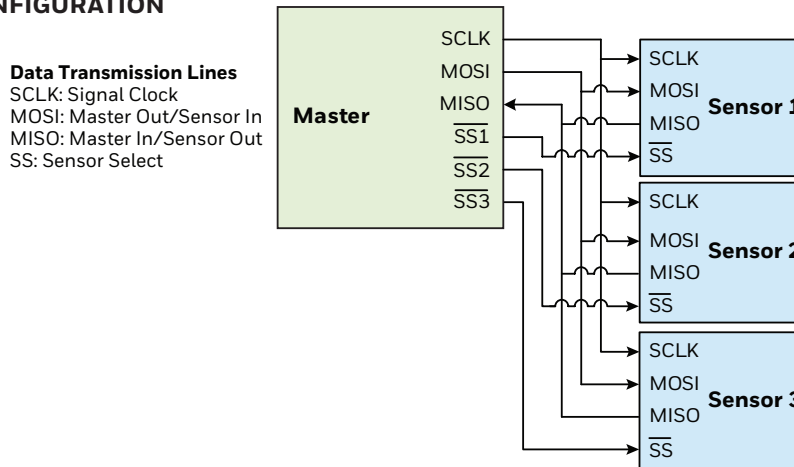 NFIGURATION
Data Transmission Lines
SCLK: Signal Clock
MOSI: Master Out/Sensor In
MISO: Master In/Sensor Out
SS: Sensor Select
Master
SCLK
MOSI
MISO
SS1
SS2
SS3
SCLK
MOSI
MISO
SS
Sensor 1
SCLK
MOSI
MISO
SS
Sensor 2
SCLK
MOSI
MISO
SS
Sensor 3